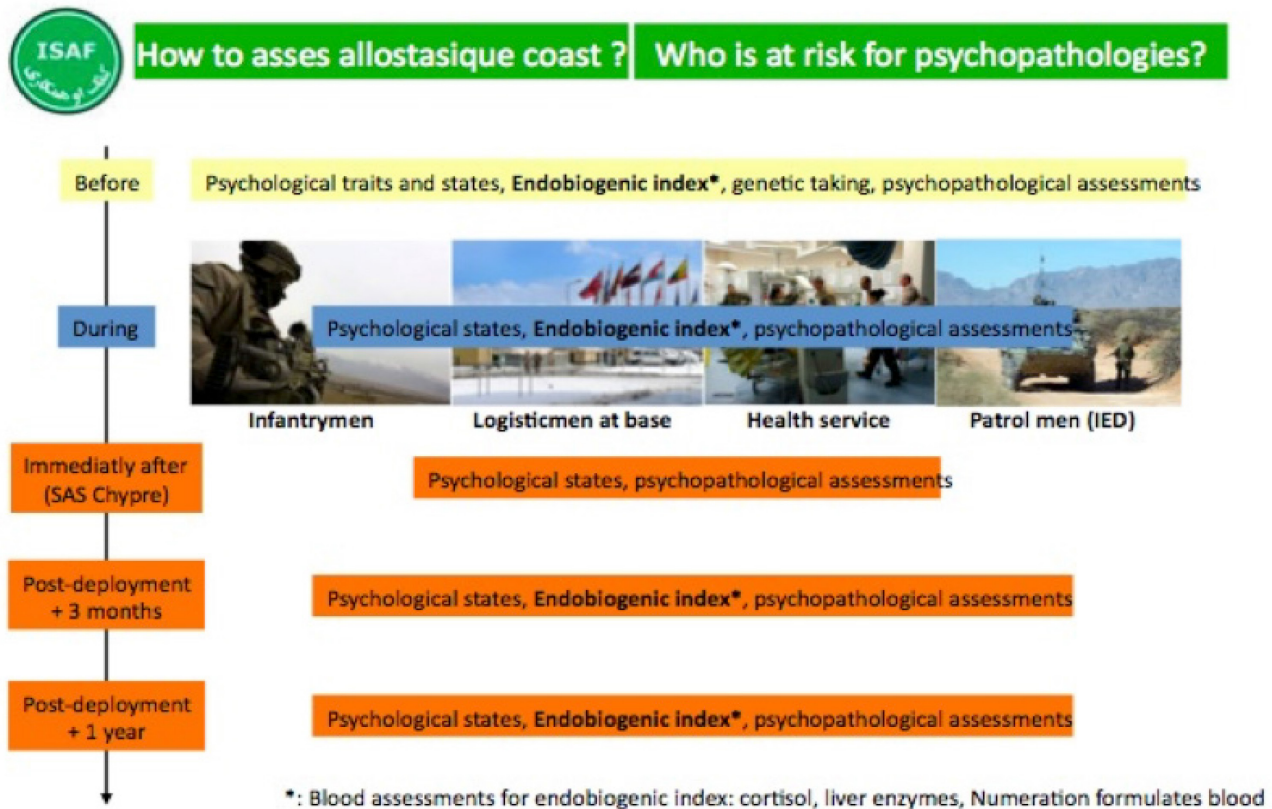 ISAF
کمک او همکاری
How to asses allostasique coast ?
Who is at risk for psychopathologies?
Before
Psychological traits and states, Endobiogenic index*, genetic taking, psychopathological assessments
During
Psychological states, Endobiogenic index*, psychopathological assessments
Infantrymen
Logisticmen at base
Health service
Patrol men (IED)
Immediatly after
(SAS Chypre)
Psychological states, psychopathological assessments
Post-deployment
+ 3 months
Psychological states, Endobiogenic index*, psychopathological assessments
Post-deployment
+ 1 year
Psychological states, Endobiogenic index*, psychopathological assessments
*: Blood assessments for endobiogenic index: cortisol, liver enzymes, Numeration formulates blood